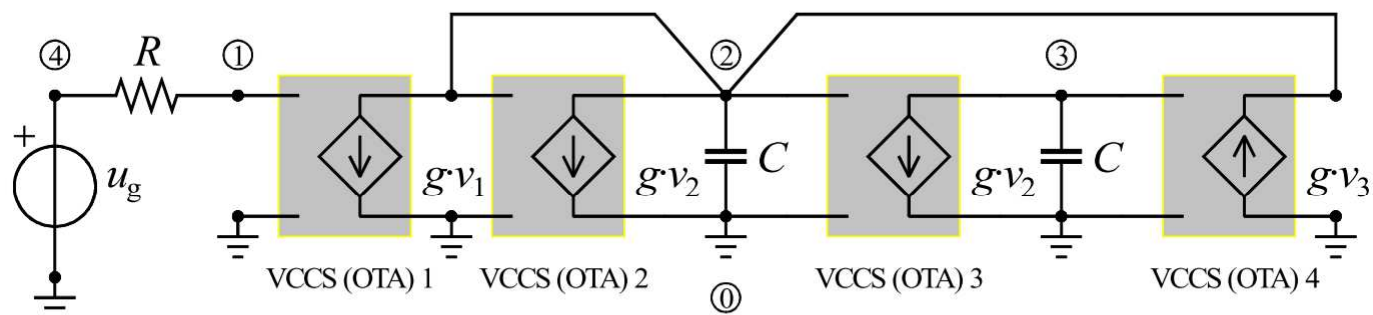 ④ R ① ② ③
+ u_g g·v_1 g·v_2 C g·v_2 C g·v_3
VCCS (OTA) 1 VCCS (OTA) 2 VCCS (OTA) 3 VCCS (OTA) 4
⓪